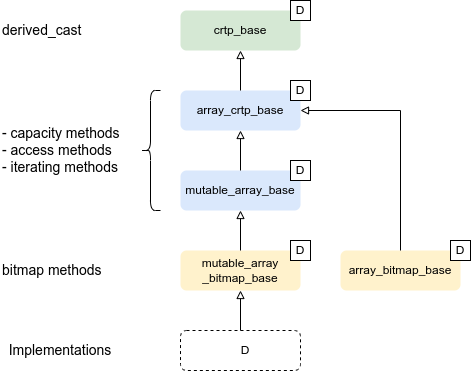 D
derived_cast
crtp_base
D
array_crtp_base
- capacity methods
- access methods
- iterating methods
D
mutable_array_base
D
D
mutable_array
_bitmap_base
bitmap methods
array_bitmap_base
Implementations
D